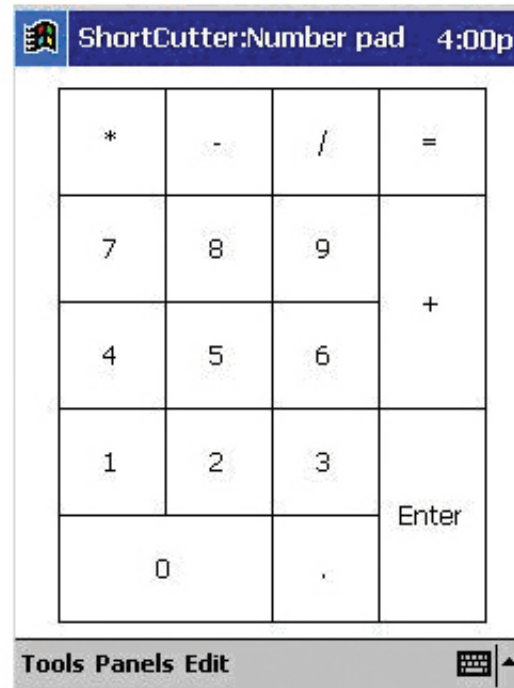 ShortCutter:Number pad 4:00p
* - / =
7 8 9
+
4 5 6
1 2 3
Enter
0 .
Tools Panels Edit